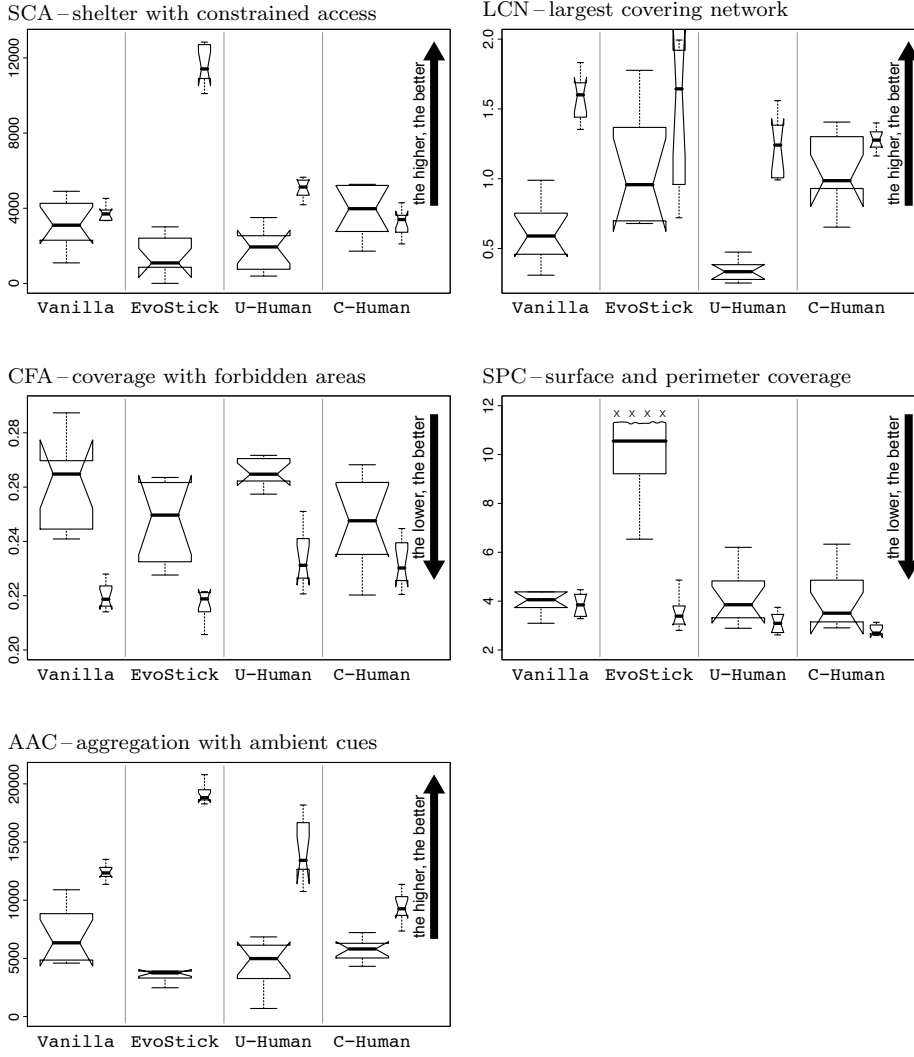 SCA – shelter with constrained access
12000
8000
4000
0
the higher, the better
Vanilla EvoStick U-Human C-Human
LCN – largest covering network
2.0
1.5
1.0
0.5
the higher, the better
Vanilla EvoStick U-Human C-Human
CFA – coverage with forbidden areas
0.28
0.26
0.24
0.22
0.20
the lower, the better
Vanilla EvoStick U-Human C-Human
SPC – surface and perimeter coverage
12
10
8
6
4
2
x x x x
the lower, the better
Vanilla EvoStick U-Human C-Human
AAC – aggregation with ambient cues
20000
15000
10000
5000
0
the higher, the better
Vanilla EvoStick U-Human C-Human